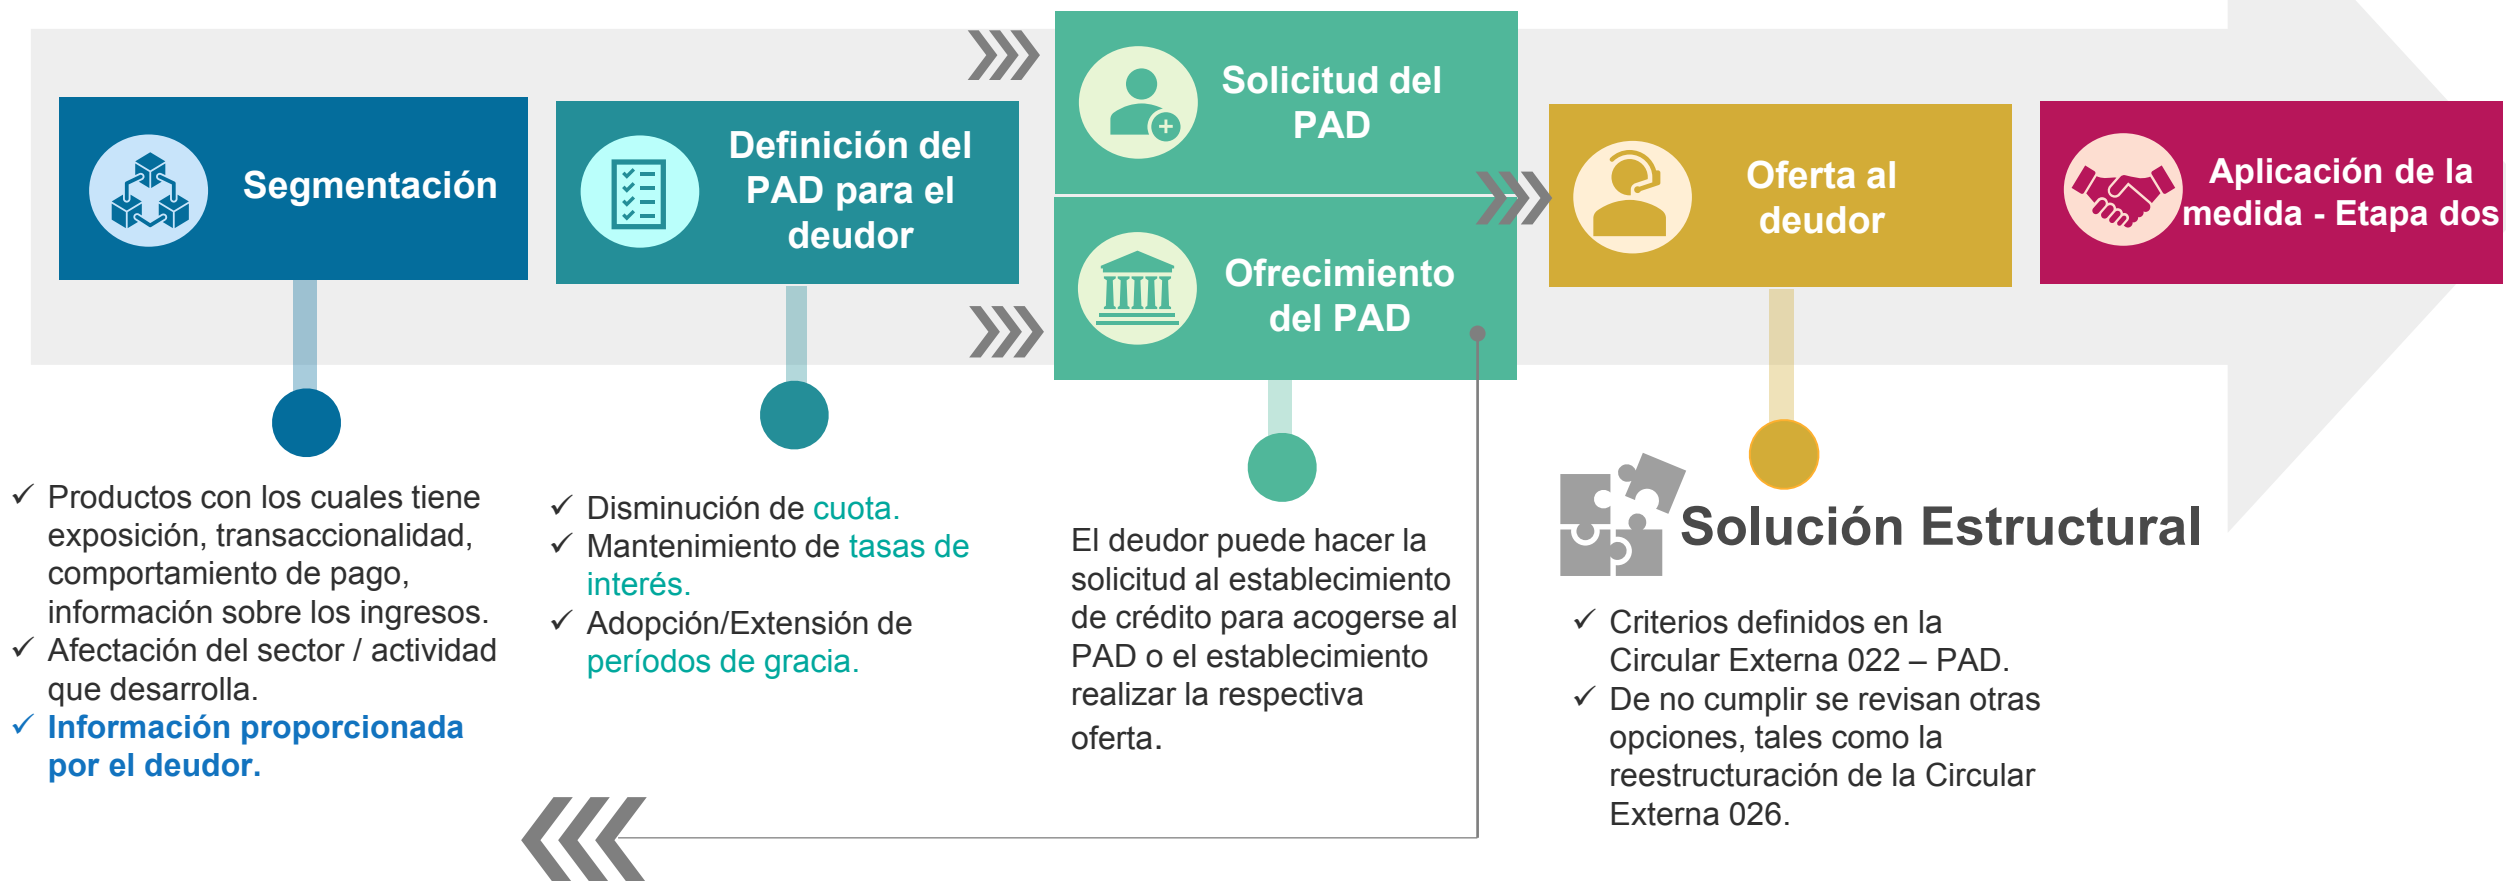 Segmentación
Definición del
PAD para el
deudor
Solicitud del
PAD
Ofrecimiento
del PAD
Oferta al
deudor
Aplicación de la
medida - Etapa dos
✓ Productos con los cuales tiene
exposición, transaccionalidad,
comportamiento de pago,
información sobre los ingresos.
✓ Afectación del sector / actividad
que desarrolla.
✓ Información proporcionada
por el deudor.
✓ Disminución de cuota.
✓ Mantenimiento de tasas de
interés.
✓ Adopción/Extensión de
períodos de gracia.
El deudor puede hacer la
solicitud al establecimiento
de crédito para acogerse al
PAD o el establecimiento
realizar la respectiva
oferta.
Solución Estructural
✓ Criterios definidos en la
Circular Externa 022 – PAD.
✓ De no cumplir se revisan otras
opciones, tales como la
reestructuración de la Circular
Externa 026.